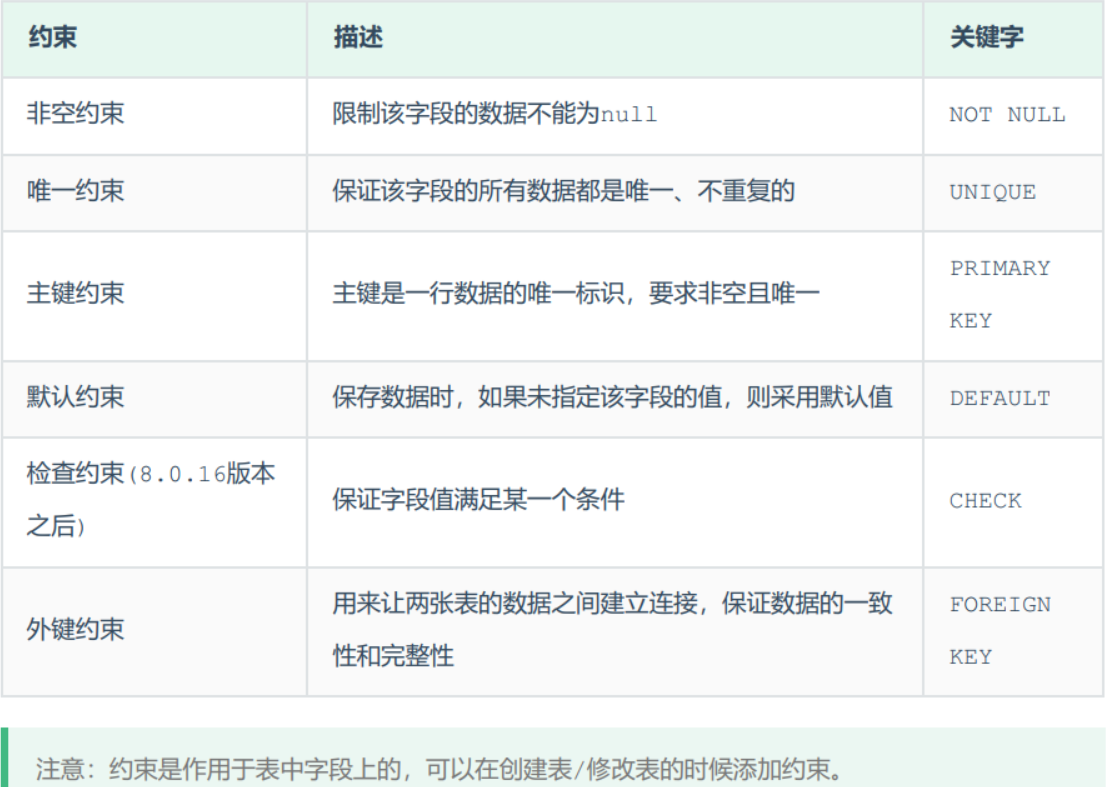 约束 描述 关键字
非空约束 限制该字段的数据不能为null NOT NULL
唯一约束 保证该字段的所有数据都是唯一、不重复的 UNIQUE
主键约束 主键是一行数据的唯一标识，要求非空且唯一 PRIMARY
KEY
默认约束 保存数据时，如果未指定该字段的值，则采用默认值 DEFAULT
检查约束(8.0.16版本
之后) 保证字段值满足某一个条件 CHECK
外键约束 用来让两张表的数据之间建立连接，保证数据的一致
性和完整性 FOREIGN
KEY
注意：约束是作用于表中字段上的，可以在创建表/修改表的时候添加约束。